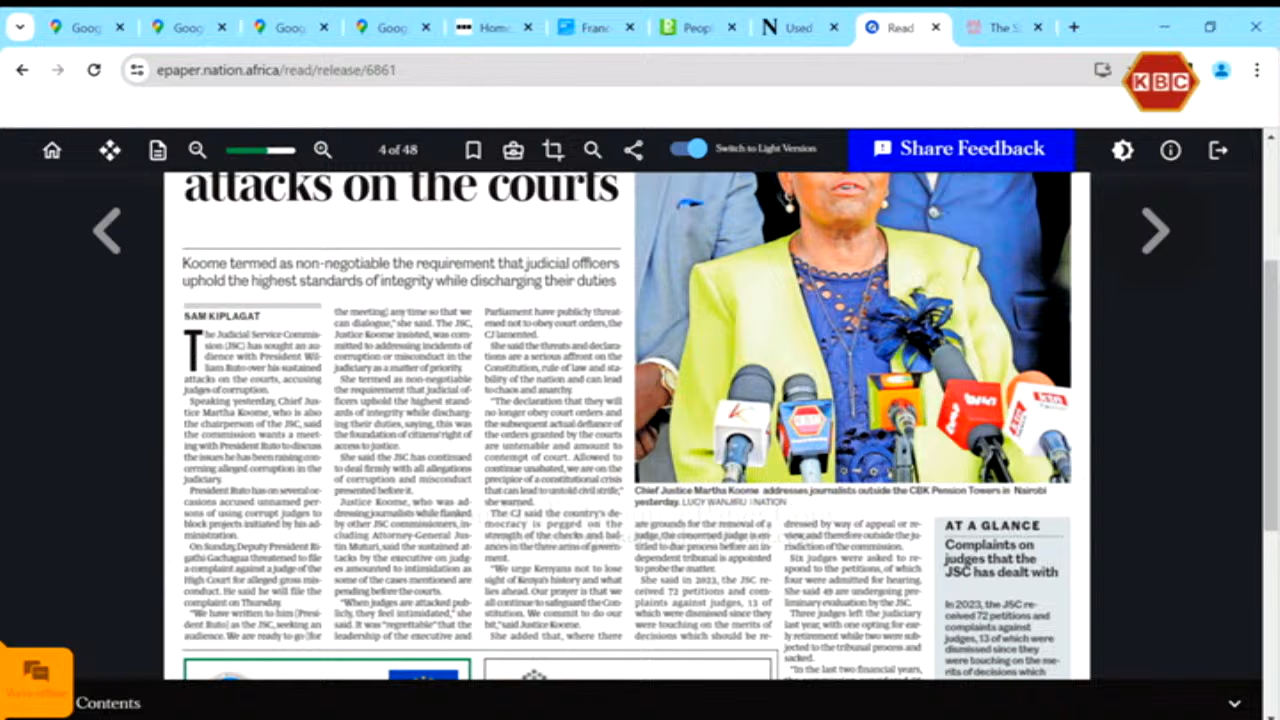 Goog
Goog
Goog
Goog
Home
Franc
Peopl
Used
Read
The S
epaper.nation.africa/read/release/6861
KBC
4 of 48
Switch to Light Version
Share Feedback
attacks on the courts
Koome termed as non-negotiable the requirement that judicial officers
uphold the highest standards of integrity while discharging their duties
SAM KIPLAGAT
The Judicial Service Commis-
sion (JSC) has sought an au-
dience with President Wil-
liam Ruto over his sustained
attacks on the courts, accusing
judges of corruption.
Speaking yesterday, Chief Jus-
tice Martha Koome, who is also
the chairperson of the JSC, said
the commission wants a meet-
ing with President Ruto to discuss
the issues he has been raising con-
cerning alleged corruption in the
judiciary.
President Ruto has on several oc-
casions accused unnamed per-
sons of using corrupt judges to
block projects initiated by his ad-
ministration.
On Sunday, Deputy President Ri-
gathi Gachagua threatened to file
a complaint against a judge of the
High Court for alleged gross mis-
conduct. He said he will file the
complaint on Thursday.
"We have written to him (Presi-
dent Ruto) as the JSC, seeking an
audience. We are ready to go (for
the meeting) any time so that we
can dialogue," she said. The JSC,
Justice Koome insisted, was com-
mitted to addressing incidents of
corruption or misconduct in the
judiciary as a matter of priority.
She termed as non-negotiable
the requirement that judicial of-
ficers uphold the highest stand-
ards of integrity while discharg-
ing their duties, saying, this was
the foundation of citizens' right of
access to justice.
She said the JSC has continued
to deal firmly with all allegations
of corruption and misconduct
presented before it.
Justice Koome, who was ad-
dressing journalists while flanked
by other JSC commissioners, in-
cluding Attorney-General Jus-
tin Muturi, said the sustained at-
tacks by the executive on judg-
es amounted to intimidation as
some of the cases mentioned are
pending before the courts.
"When judges are attacked pub-
licly, they feel intimidated," she
said. It was "regrettable" that the
leadership of the executive and
Parliament have publicly threat-
ened not to obey court orders, the
CJ lamented.
She said the threats and declara-
tions are a serious affront on the
Constitution, rule of law and sta-
bility of the nation and can lead
to chaos and anarchy.
"The declaration that they will
no longer obey court orders and
the subsequent actual defiance of
the orders granted by the courts
are untenable and amount to
contempt of court. Allowed to
continue unabated, we are on the
precipice of a constitutional crisis
that can lead to untold civil strife,"
she warned.
The CJ said the country's de-
mocracy is pegged on the
strength of the checks and bal-
ances in the three arms of govern-
ment.
"We urge Kenyans not to lose
sight of Kenya's history and what
lies ahead. Our prayer is that we
all continue to safeguard the Con-
stitution. We commit to do our
bit," said Justice Koome.
She added that, where there
K
KBC
Chief Justice Martha Koome addresses journalists outside the CBK Pension Towers in Nairobi
yesterday. LUCY WANJIRU | NATION
are grounds for the removal of a
judge, the concerned judge is en-
titled to due process before an in-
dependent tribunal is appointed
to probe the matter.
She said in 2023, the JSC re-
ceived 72 petitions and com-
plaints against judges, 13 of
which were dismissed since they
were touching on the merits of
decisions which should be re-
dressed by way of appeal or re-
view, and therefore outside the ju-
risdiction of the commission.
Six judges were asked to re-
spond to the petitions, of which
four were admitted for hearing.
She said 49 are undergoing pre-
liminary evaluation by the JSC.
Three judges left the judiciary
last year, with one opting for ear-
ly retirement while two were sub-
jected to the tribunal process and
sacked.
"In the last two financial years,
AT A GLANCE
Complaints on
judges that the
JSC has dealt with
In 2023, the JSC re-
ceived 72 petitions and
complaints against
judges, 13 of which were
dismissed since they
were touching on the me-
rits of decisions which
Contents